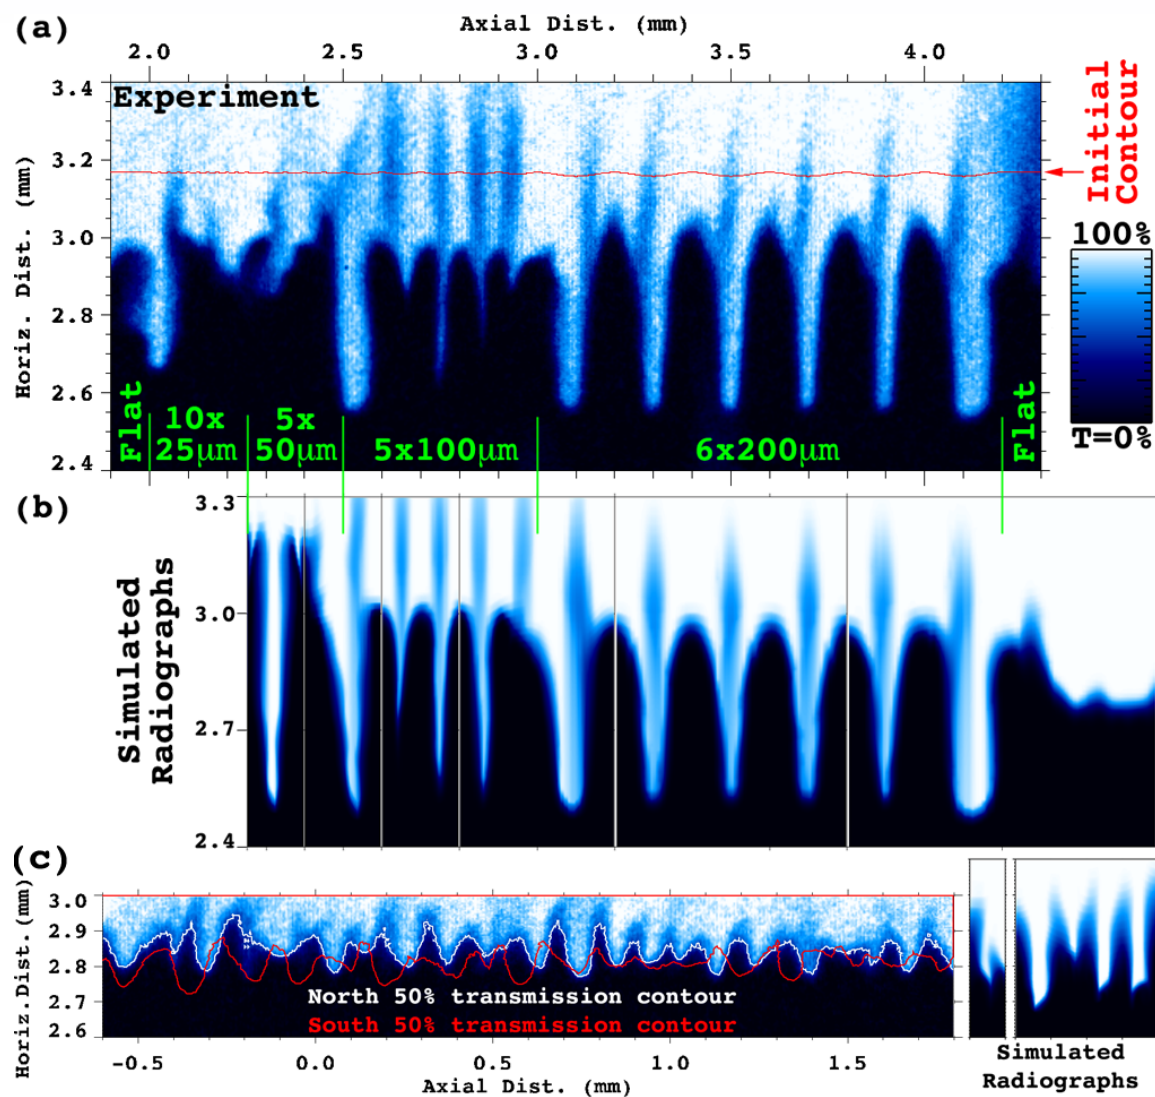 (a)
Axial Dist. (mm)
2.0 2.5 3.0 3.5 4.0
Experiment
Horiz. Dist. (mm)
3.4
3.2
3.0
2.8
2.6
2.4
Initial
Contour
100%
T=0%
Flat
10x
25μm
5x
50μm
5x100μm
6x200μm
Flat
(b)
Simulated
Radiographs
3.3
3.0
2.7
2.4
(c)
Horiz.Dist.(mm)
3.0
2.9
2.8
2.7
2.6
North 50% transmission contour
South 50% transmission contour
-0.5 0.0 0.5 1.0 1.5
Axial Dist. (mm)
Simulated
Radiographs